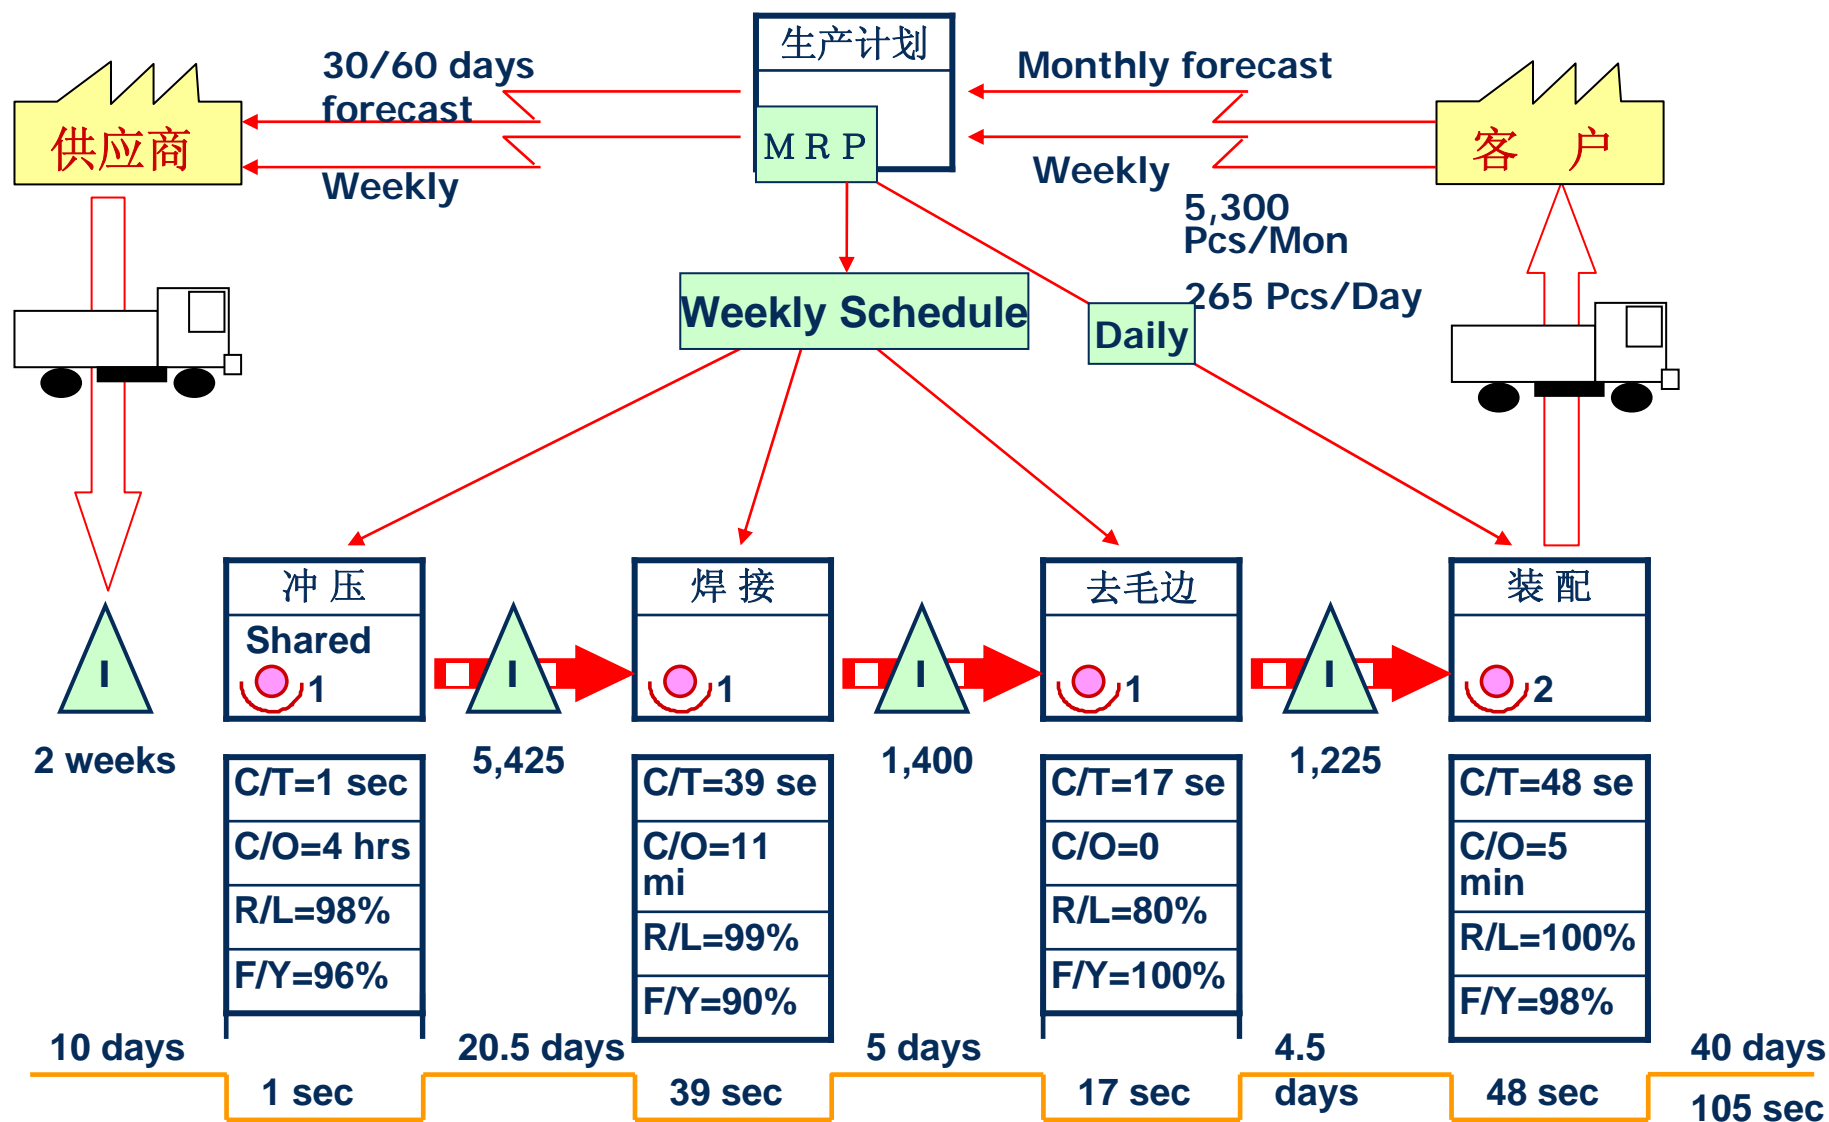 生产计划
30/60 days
forecast
Monthly forecast
供应商
M R P
客 户
Weekly
Weekly
5,300
Pcs/Mon
265 Pcs/Day
Weekly Schedule
Daily
冲 压
焊 接
去毛边
装 配
Shared
I
1
I
1
I
1
I
2
2 weeks
5,425
1,400
1,225
C/T=1 sec
C/O=4 hrs
R/L=98%
F/Y=96%
C/T=39 se
C/O=11
mi
R/L=99%
F/Y=90%
C/T=17 se
C/O=0
R/L=80%
F/Y=100%
C/T=48 se
C/O=5
min
R/L=100%
F/Y=98%
10 days
20.5 days
5 days
4.5
days
40 days
1 sec
39 sec
17 sec
48 sec
105 sec